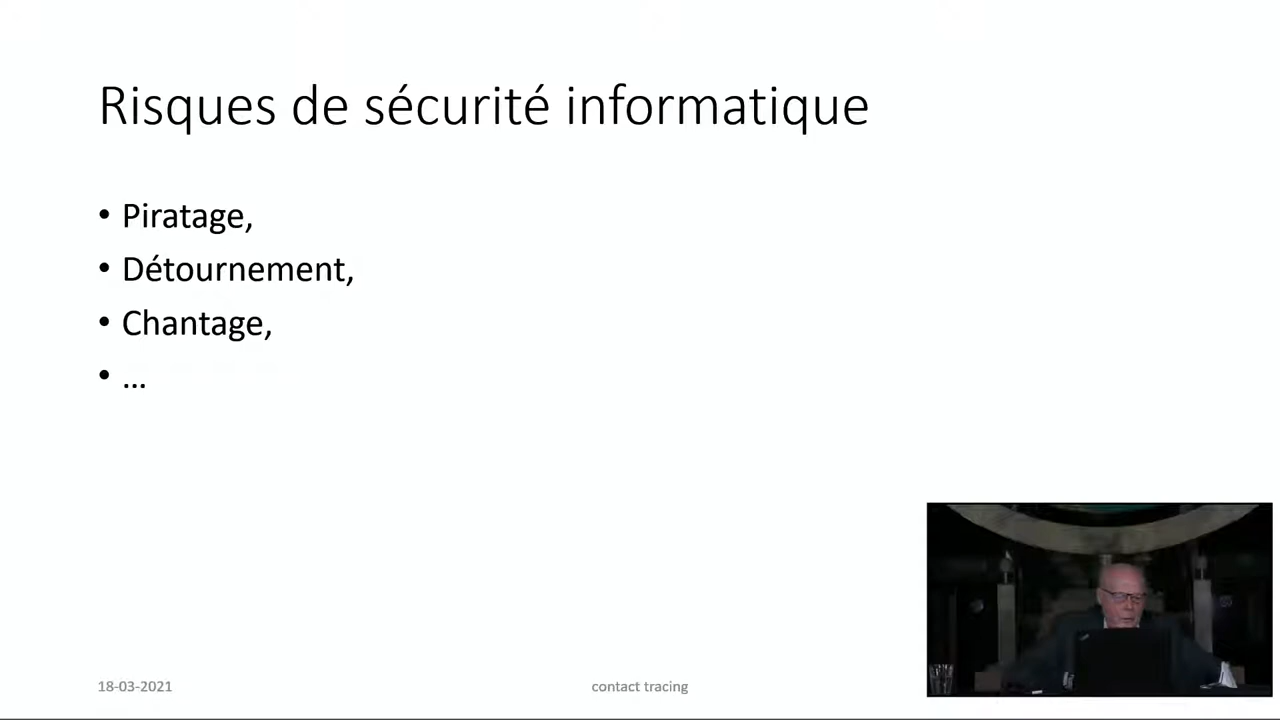 Risques de sécurité informatique
• Piratage,
• Détournement,
• Chantage,
• ...
18-03-2021
contact tracing